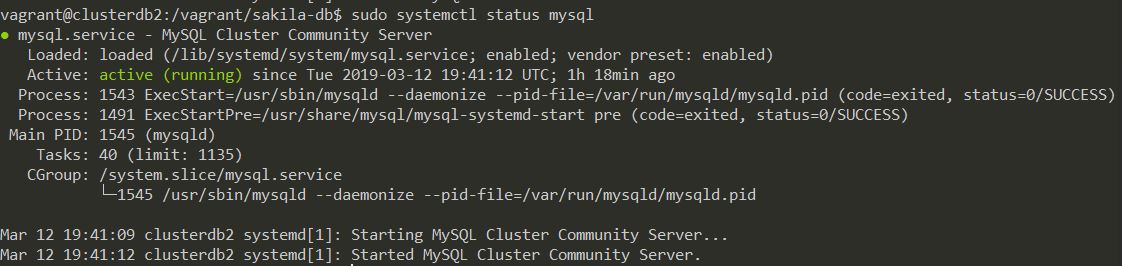 vagrant@clusterdb2:/vagrant/sakila-db$ sudo systemctl status mysql
● mysql.service - MySQL Cluster Community Server
   Loaded: loaded (/lib/systemd/system/mysql.service; enabled; vendor preset: enabled)
   Active: active (running) since Tue 2019-03-12 19:41:12 UTC; 1h 18min ago
  Process: 1543 ExecStart=/usr/sbin/mysqld --daemonize --pid-file=/var/run/mysqld/mysqld.pid (code=exited, status=0/SUCCESS)
  Process: 1491 ExecStartPre=/usr/share/mysql/mysql-systemd-start pre (code=exited, status=0/SUCCESS)
 Main PID: 1545 (mysqld)
    Tasks: 40 (limit: 1135)
   CGroup: /system.slice/mysql.service
           └─1545 /usr/sbin/mysqld --daemonize --pid-file=/var/run/mysqld/mysqld.pid

Mar 12 19:41:09 clusterdb2 systemd[1]: Starting MySQL Cluster Community Server...
Mar 12 19:41:12 clusterdb2 systemd[1]: Started MySQL Cluster Community Server.